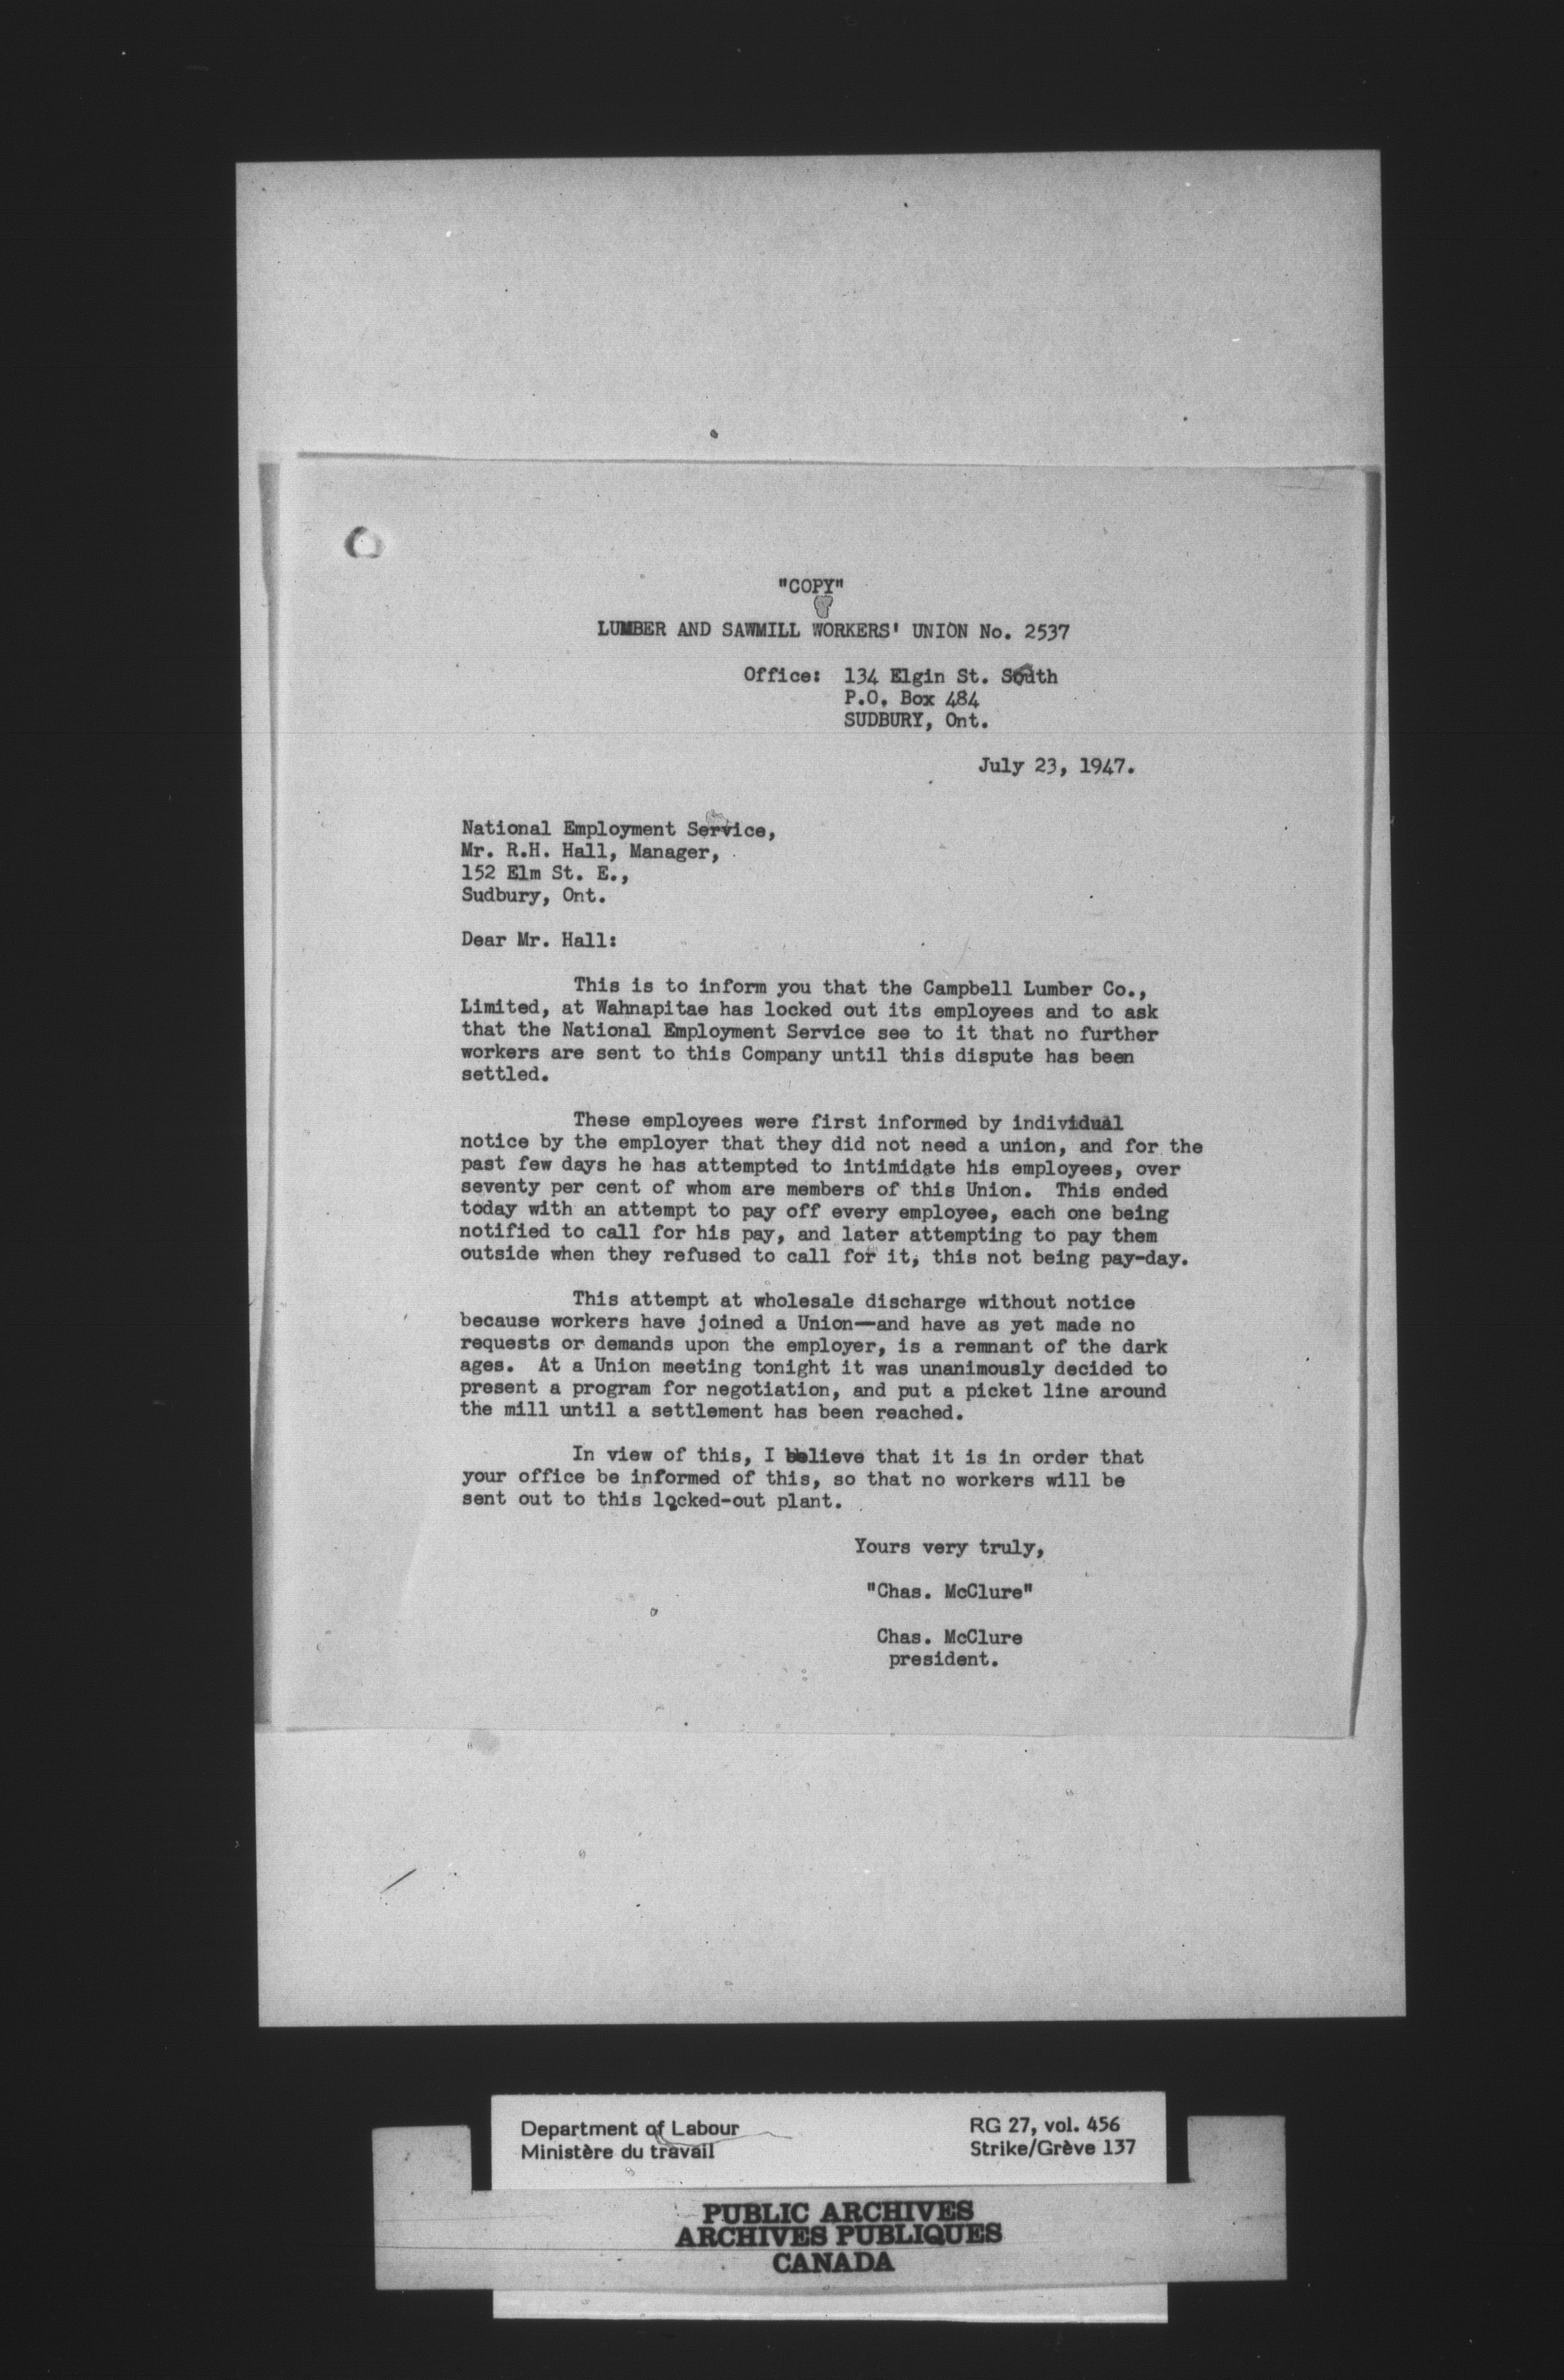 "COPY"
LUMBER AND SAWMILL WORKERS' UNION No. 2537
Office: 134 Elgin St. South
P.O. Box 484
SUDBURY, Ont.
July 23, 1947.
National Employment Service,
Mr. R.H. Hall, Manager,
152 Elm St. E.,
Sudbury, Ont.
Dear Mr. Hall:
This is to inform you that the Campbell Lumber Co.,
Limited, at Wahnapitae has locked out its employees and to ask
that the National Employment Service see to it that no further
workers are sent to this Company until this dispute has been
settled.
These employees were first informed by individual
notice by the employer that they did not need a union, and for the
past few days he has attempted to intimidate his employees, over
seventy per cent of whom are members of this Union. This ended
today with an attempt to pay off every employee, each one being
notified to call for his pay, and later attempting to pay them
outside when they refused to call for it, this not being pay-day.
This attempt at wholesale discharge without notice
because workers have joined a Union—and have as yet made no
requests or demands upon the employer, is a remnant of the dark
ages. At a Union meeting tonight it was unanimously decided to
present a program for negotiation, and put a picket line around
the mill until a settlement has been reached.
In view of this, I believe that it is in order that
your office be informed of this, so that no workers will be
sent out to this locked-out plant.
Yours very truly,
"Chas. McClure"
Chas. McClure
president.
Department of Labour
Ministère du travail
RG 27, vol. 456
Strike/Grève 137
PUBLIC ARCHIVES
ARCHIVES PUBLIQUES
CANADA